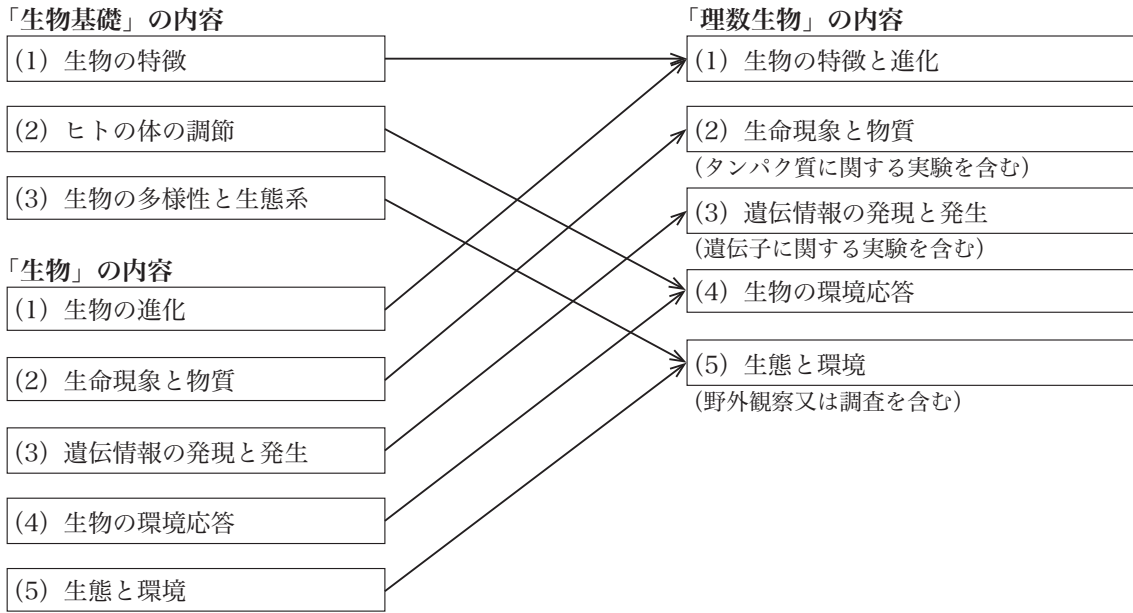 「生物基礎」の内容
(1) 生物の特徴
(2) ヒトの体の調節
(3) 生物の多様性と生態系
「生物」の内容
(1) 生物の進化
(2) 生命現象と物質
(3) 遺伝情報の発現と発生
(4) 生物の環境応答
(5) 生態と環境
「理数生物」の内容
(1) 生物の特徴と進化
(2) 生命現象と物質
(タンパク質に関する実験を含む)
(3) 遺伝情報の発現と発生
(遺伝子に関する実験を含む)
(4) 生物の環境応答
(5) 生態と環境
(野外観察又は調査を含む)